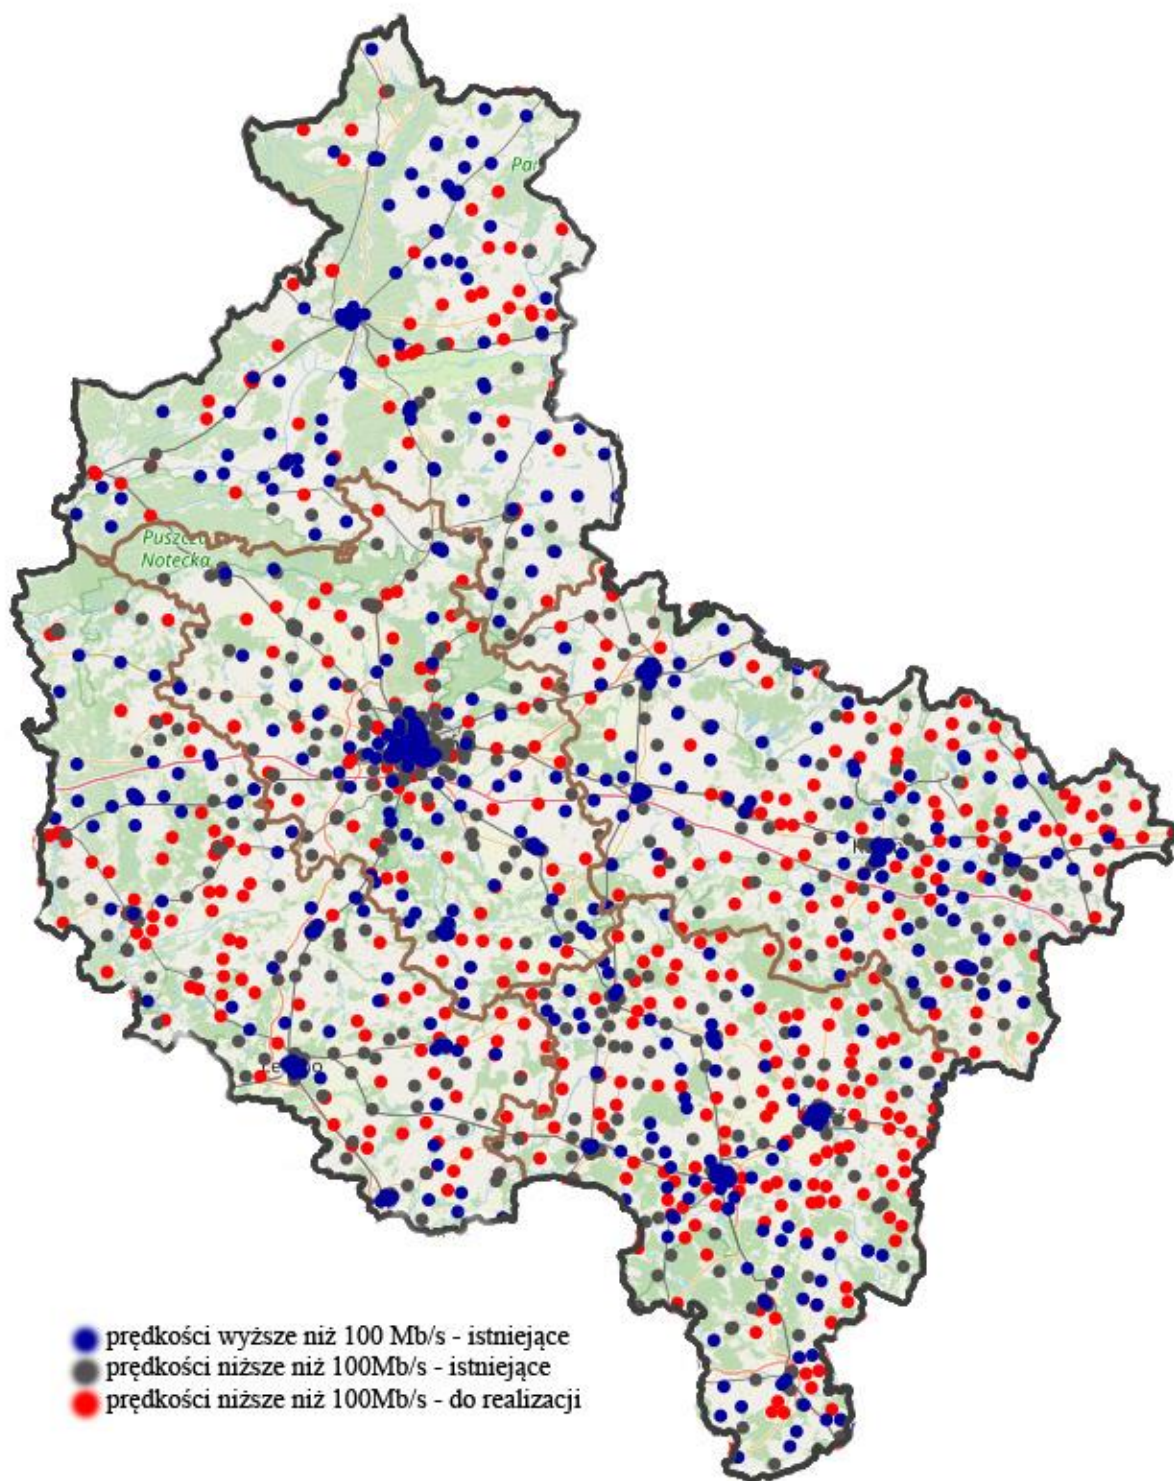 Puszcza
Notecka
prędkości wyższe niż 100 Mb/s - istniejące
prędkości niższe niż 100Mb/s - istniejące
prędkości niższe niż 100Mb/s - do realizacji